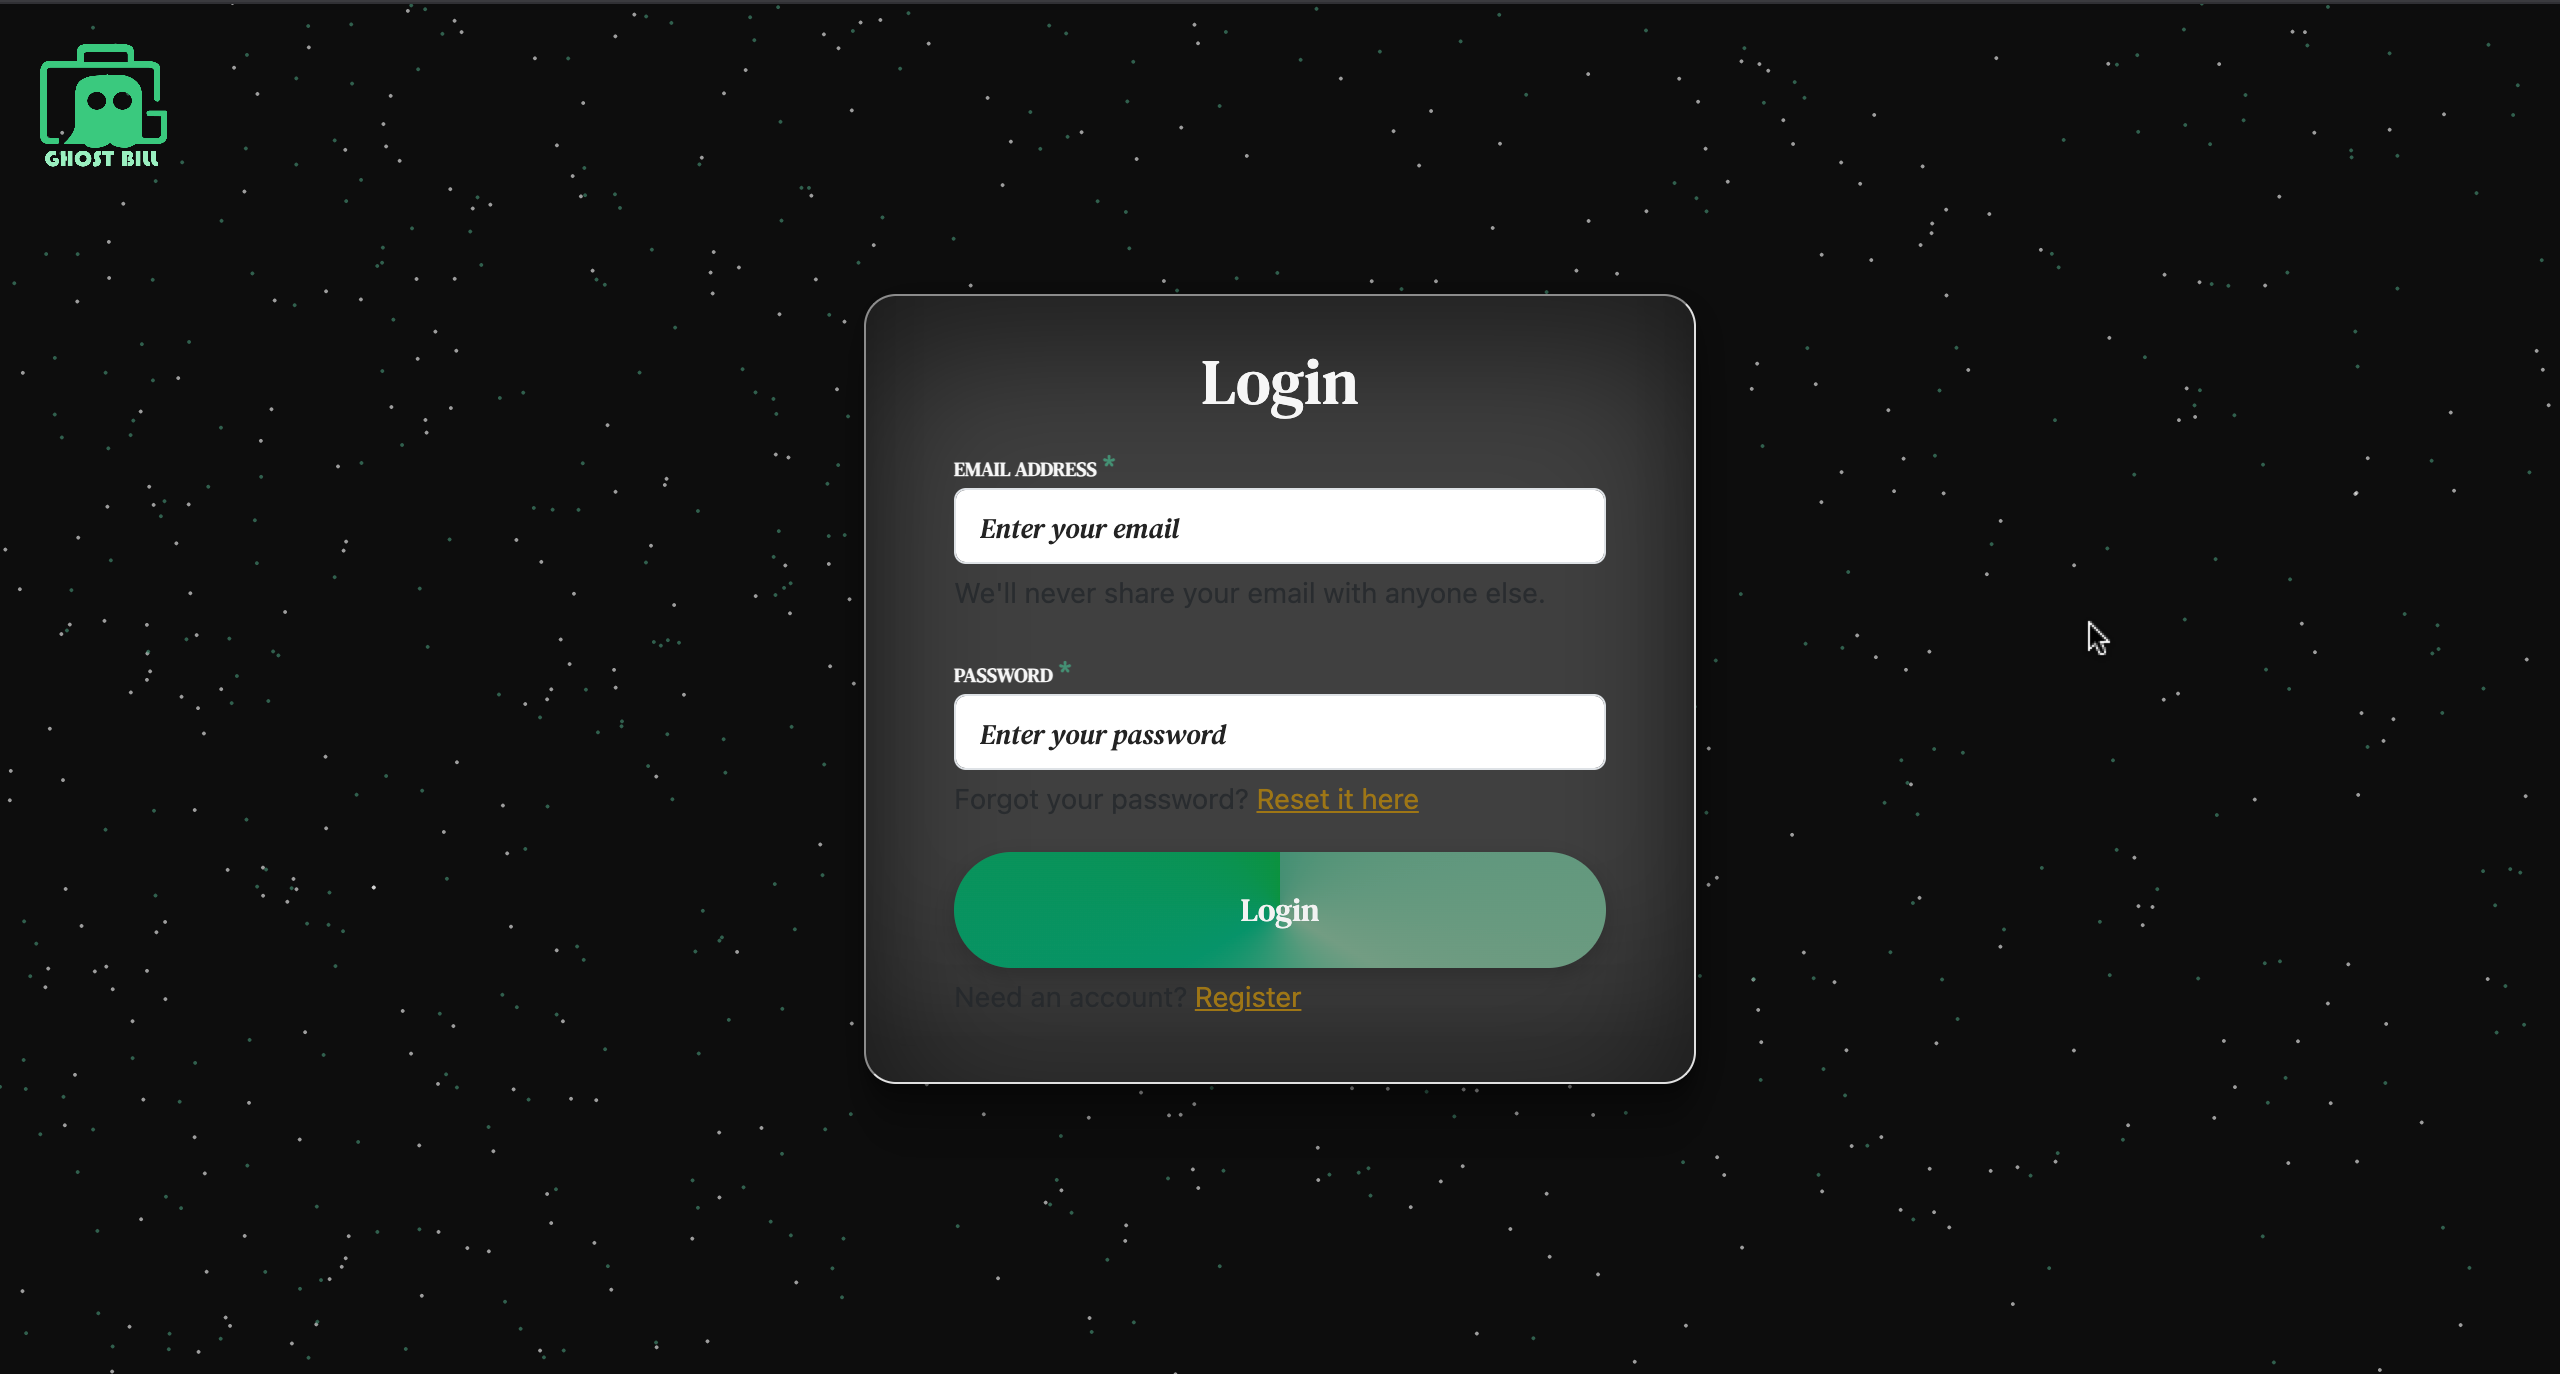 GHOST BILL
Login
EMAIL ADDRESS *
Enter your email
We'll never share your email with anyone else.
PASSWORD *
Enter your password
Forgot your password? Reset it here
Login
Need an account? Register